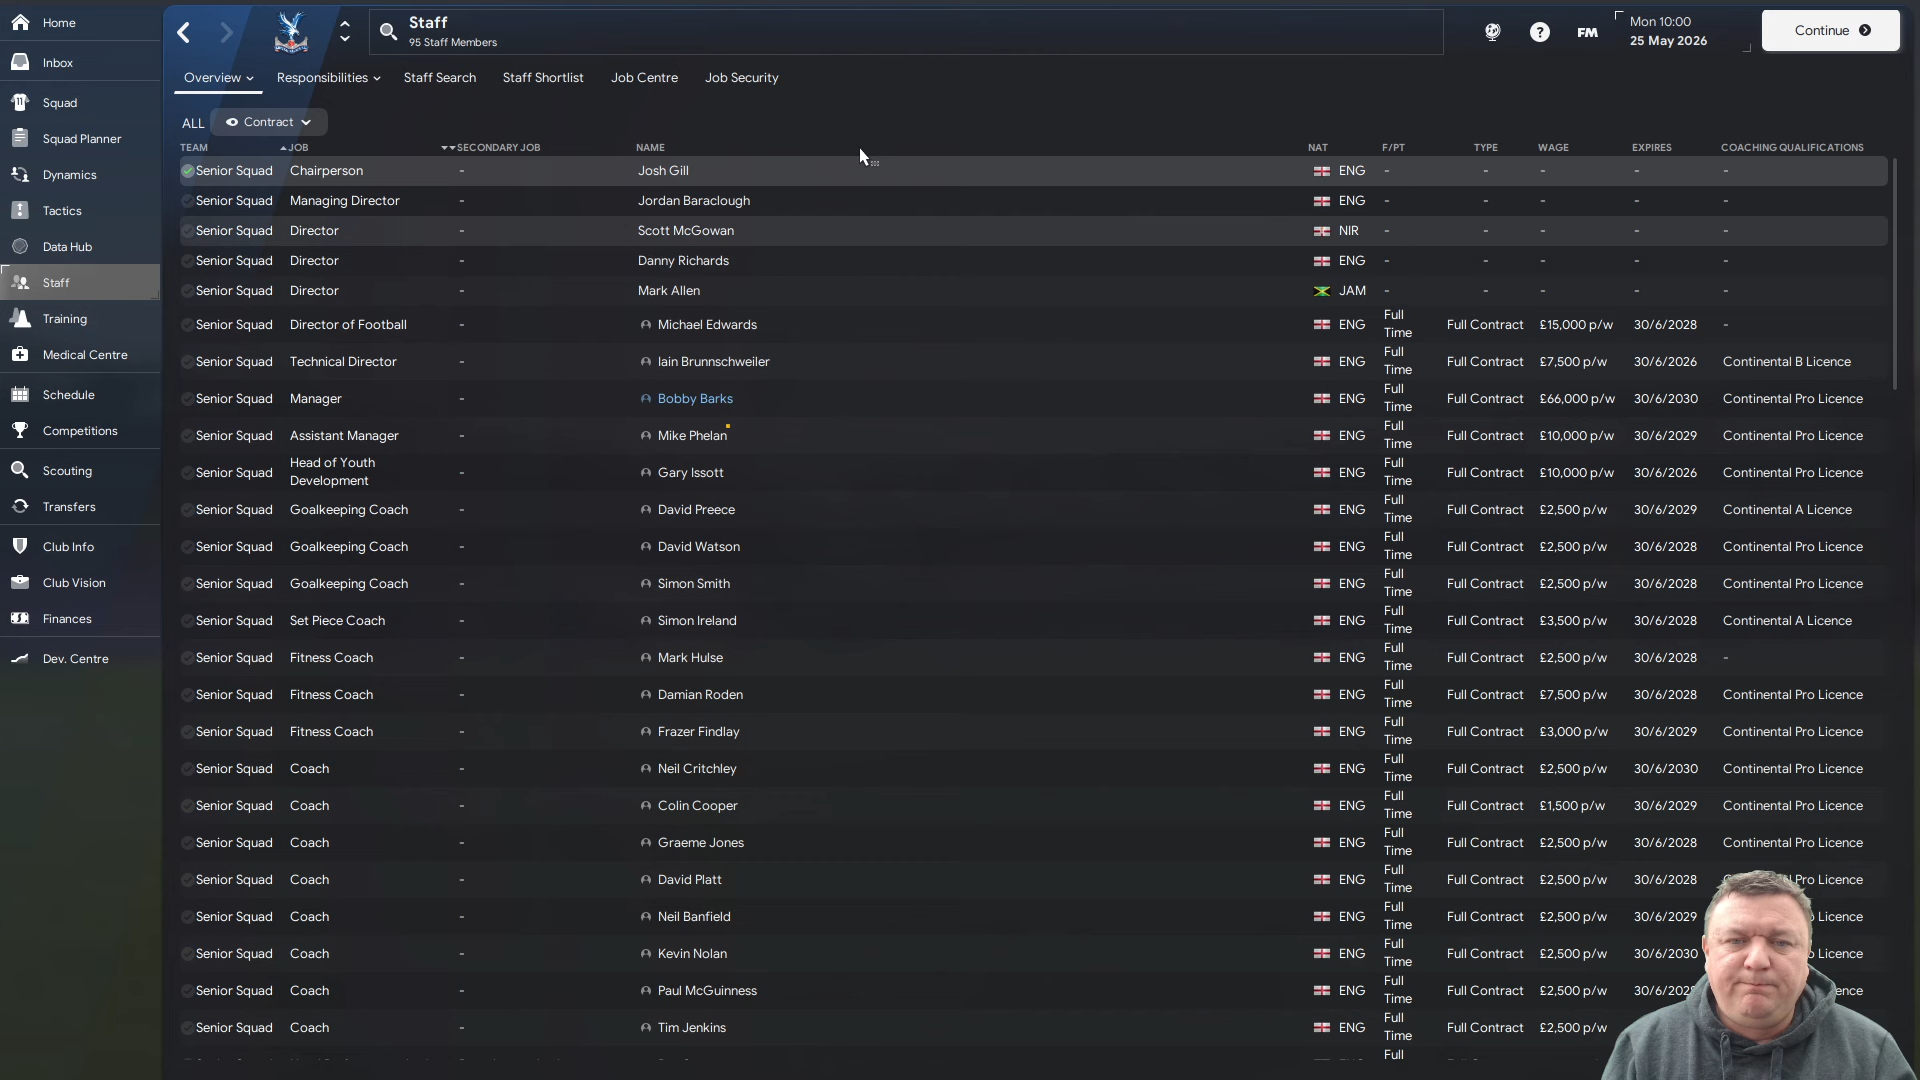 Home
Inbox
Squad
Squad Planner
Dynamics
Tactics
Data Hub
Staff
Training
Medical Centre
Schedule
Competitions
Scouting
Transfers
Club Info
Club Vision
Finances
Dev. Centre
Staff
95 Staff Members
FM
Mon 10:00
25 May 2026
Continue
Overview Responsibilities Staff Search Staff Shortlist Job Centre Job Security
ALL Contract
TEAM JOB SECONDARY JOB NAME NAT F/PT TYPE WAGE EXPIRES COACHING QUALIFICATIONS
Senior Squad Chairperson - Josh Gill ENG - - - - -
Senior Squad Managing Director - Jordan Baraclough ENG - - - - -
Senior Squad Director - Scott McGowan NIR - - - - -
Senior Squad Director - Danny Richards ENG - - - - -
Senior Squad Director - Mark Allen JAM - - - - -
Senior Squad Director of Football - Michael Edwards ENG Full Time Full Contract £15,000 p/w 30/6/2028 -
Senior Squad Technical Director - Iain Brunnschweiler ENG Full Time Full Contract £7,500 p/w 30/6/2026 Continental B Licence
Senior Squad Manager - Bobby Barks ENG Full Time Full Contract £66,000 p/w 30/6/2030 Continental Pro Licence
Senior Squad Assistant Manager - Mike Phelan ENG Full Time Full Contract £10,000 p/w 30/6/2029 Continental Pro Licence
Senior Squad Head of Youth Development - Gary Issott ENG Full Time Full Contract £10,000 p/w 30/6/2026 Continental Pro Licence
Senior Squad Goalkeeping Coach - David Preece ENG Full Time Full Contract £2,500 p/w 30/6/2029 Continental A Licence
Senior Squad Goalkeeping Coach - David Watson ENG Full Time Full Contract £2,500 p/w 30/6/2028 Continental Pro Licence
Senior Squad Goalkeeping Coach - Simon Smith ENG Full Time Full Contract £2,500 p/w 30/6/2028 Continental Pro Licence
Senior Squad Set Piece Coach - Simon Ireland ENG Full Time Full Contract £3,500 p/w 30/6/2028 Continental A Licence
Senior Squad Fitness Coach - Mark Hulse ENG Full Time Full Contract £2,500 p/w 30/6/2028 -
Senior Squad Fitness Coach - Damian Roden ENG Full Time Full Contract £7,500 p/w 30/6/2028 Continental Pro Licence
Senior Squad Fitness Coach - Frazer Findlay ENG Full Time Full Contract £3,000 p/w 30/6/2029 Continental Pro Licence
Senior Squad Coach - Neil Critchley ENG Full Time Full Contract £2,500 p/w 30/6/2030 Continental Pro Licence
Senior Squad Coach - Colin Cooper ENG Full Time Full Contract £1,500 p/w 30/6/2029 Continental Pro Licence
Senior Squad Coach - Graeme Jones ENG Full Time Full Contract £2,500 p/w 30/6/2028 Continental Pro Licence
Senior Squad Coach - David Platt ENG Full Time Full Contract £2,500 p/w 30/6/2028 Pro Licence
Senior Squad Coach - Neil Banfield ENG Full Time Full Contract £2,500 p/w 30/6/2029 Licence
Senior Squad Coach - Kevin Nolan ENG Full Time Full Contract £2,500 p/w 30/6/2030 Licence
Senior Squad Coach - Paul McGuinness ENG Full Time Full Contract £2,500 p/w
Senior Squad Coach - Tim Jenkins ENG Full Time Full Contract £2,500 p/w
Full